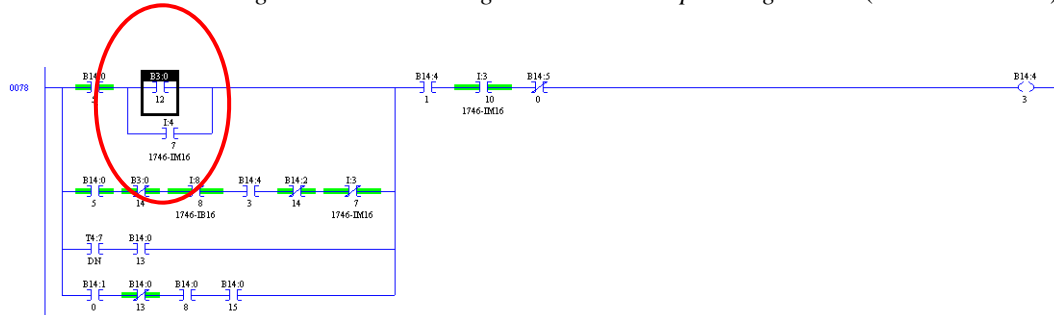 B14:0 B3:0 B14:4 I:3 B14:5 B14:4
0078
5 12 1 10 0 3
1746-IM16
I:4
7
1746-IM16
B14:0 B3:0 I:8 B14:4 B14:2 I:3
5 14 8 3 14 7
1746-IB16 1746-IM16
T4:7 B14:0
DN 13
B14:1 B14:0 B14:0 B14:0
0 13 8 15